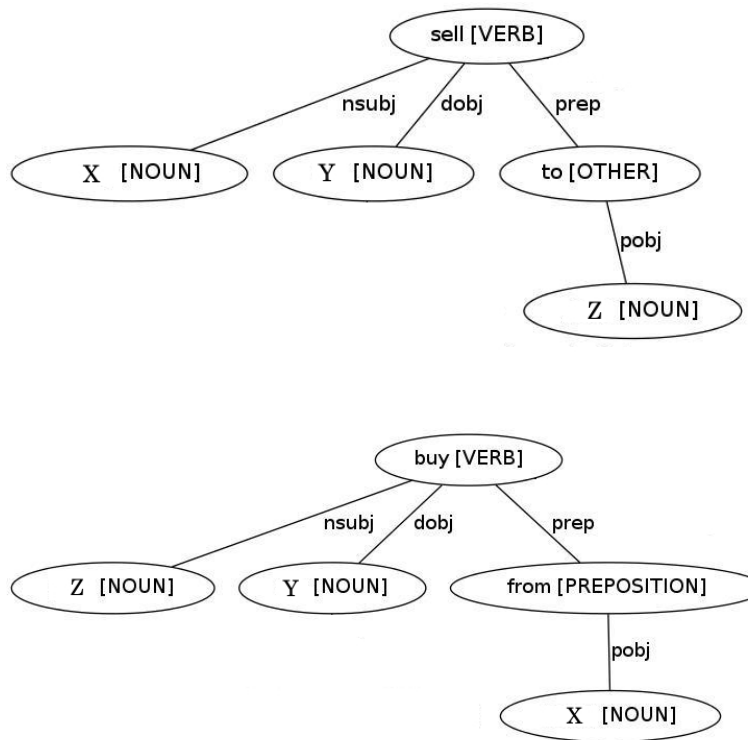 sell [VERB]
nsubj dobj prep
X [NOUN] Y [NOUN] to [OTHER]
pobj
Z [NOUN]
buy [VERB]
nsubj dobj prep
Z [NOUN] Y [NOUN] from [PREPOSITION]
pobj
X [NOUN]